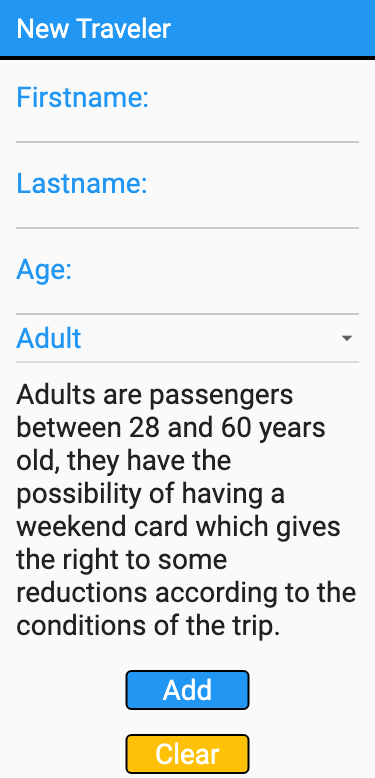 New Traveler
Firstname:
Lastname:
Age:
Adult
Adults are passengers
between 28 and 60 years
old, they have the
possibility of having a
weekend card which gives
the right to some
reductions according to the
conditions of the trip.
Add
Clear